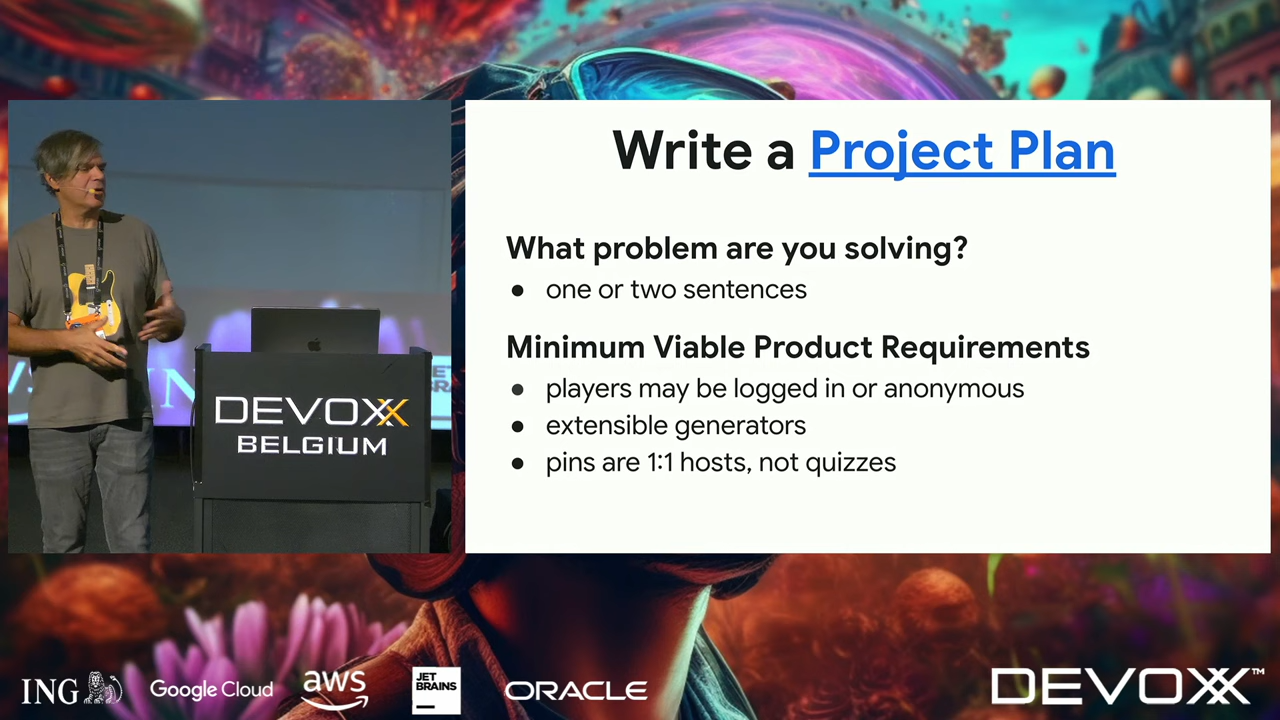 Write a Project Plan
What problem are you solving?
● one or two sentences
Minimum Viable Product Requirements
● players may be logged in or anonymous
● extensible generators
● pins are 1:1 hosts, not quizzes
DEVOXX
BELGIUM
ING
Google Cloud
aws
JET
BRAINS
ORACLE
DEVOXX™